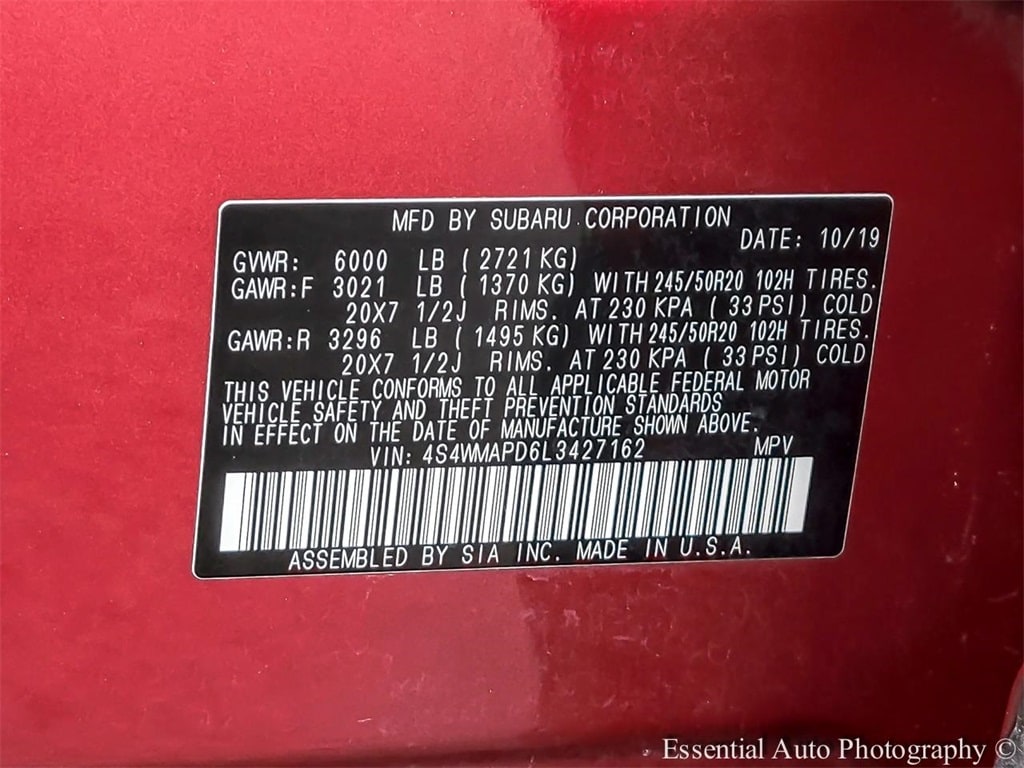 MFD BY SUBARU CORPORATION
DATE: 10/19
GVWR: 6000 LB ( 2721 KG)
GAWR:F 3021 LB ( 1370 KG) WITH 245/50R20 102H TIRES.
20X7 1/2J RIMS. AT 230 KPA ( 33 PSI) COLD
GAWR:R 3296 LB ( 1495 KG) WITH 245/50R20 102H TIRES.
20X7 1/2J RIMS. AT 230 KPA ( 33 PSI) COLD
THIS VEHICLE CONFORMS TO ALL APPLICABLE FEDERAL MOTOR
VEHICLE SAFETY AND THEFT PREVENTION STANDARDS
IN EFFECT ON THE DATE OF MANUFACTURE SHOWN ABOVE.
VIN: 4S4WMAPD6L3427162 MPV
ASSEMBLED BY SIA INC. MADE IN U.S.A.
Essential Auto Photography ©